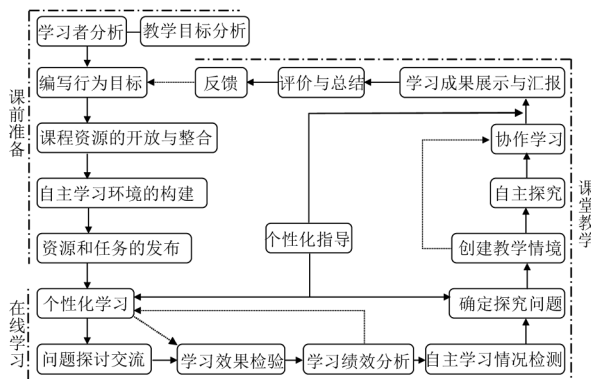 学习者分析
教学目标分析
编写行为目标
反馈
评价与总结
学习成果展示与汇报
课前准备
课程资源的开放与整合
协作学习
自主学习环境的构建
自主探究
课堂教学
资源和任务的发布
个性化指导
创建教学情境
在线学习
个性化学习
确定探究问题
问题探讨交流
学习效果检验
学习绩效分析
自主学习情况检测